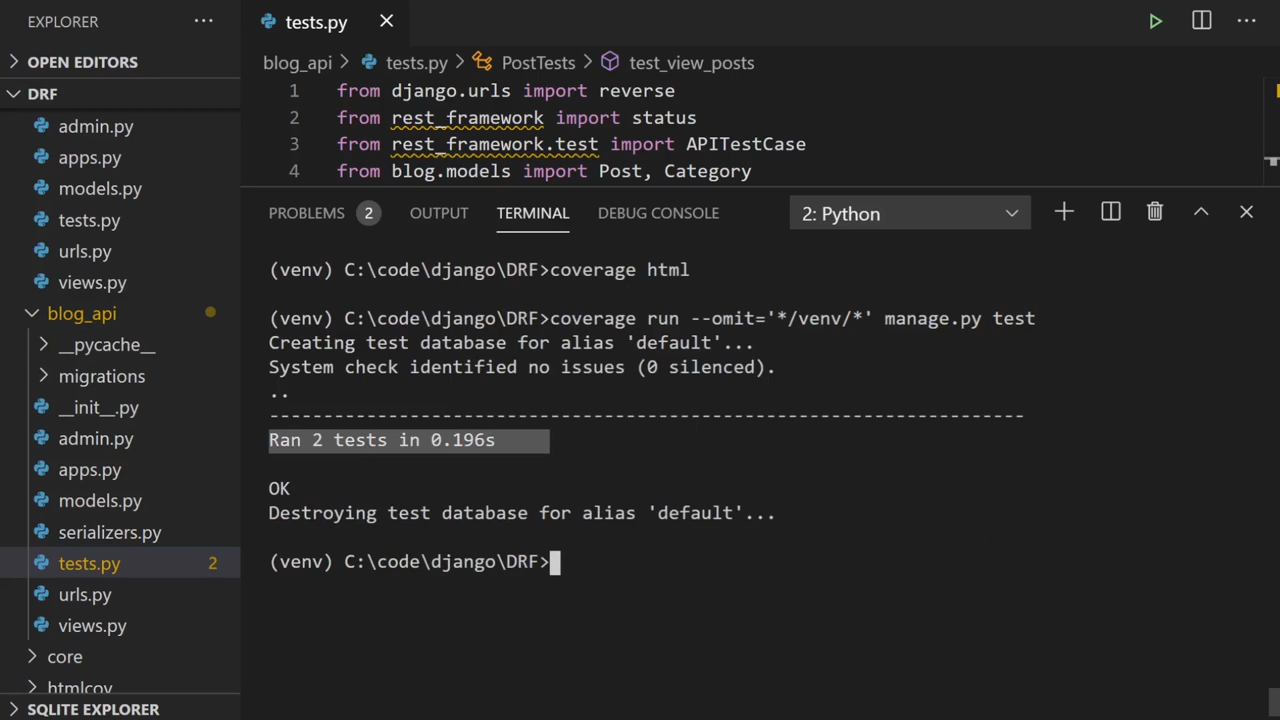 EXPLORER ···
OPEN EDITORS
DRF
admin.py
apps.py
models.py
tests.py
urls.py
views.py
blog_api
__pycache__
migrations
__init__.py
admin.py
apps.py
models.py
serializers.py
tests.py 2
urls.py
views.py
core
htmlcov
SQLITE EXPLORER
tests.py
blog_api > tests.py > PostTests > test_view_posts
1 from django.urls import reverse
2 from rest_framework import status
3 from rest_framework.test import APITestCase
4 from blog.models import Post, Category
PROBLEMS 2 OUTPUT TERMINAL DEBUG CONSOLE 2: Python
(venv) C:\code\django\DRF>coverage html
(venv) C:\code\django\DRF>coverage run --omit='*/venv/*' manage.py test
Creating test database for alias 'default'...
System check identified no issues (0 silenced).
..
----------------------------------------------------------------------
Ran 2 tests in 0.196s
OK
Destroying test database for alias 'default'...
(venv) C:\code\django\DRF>